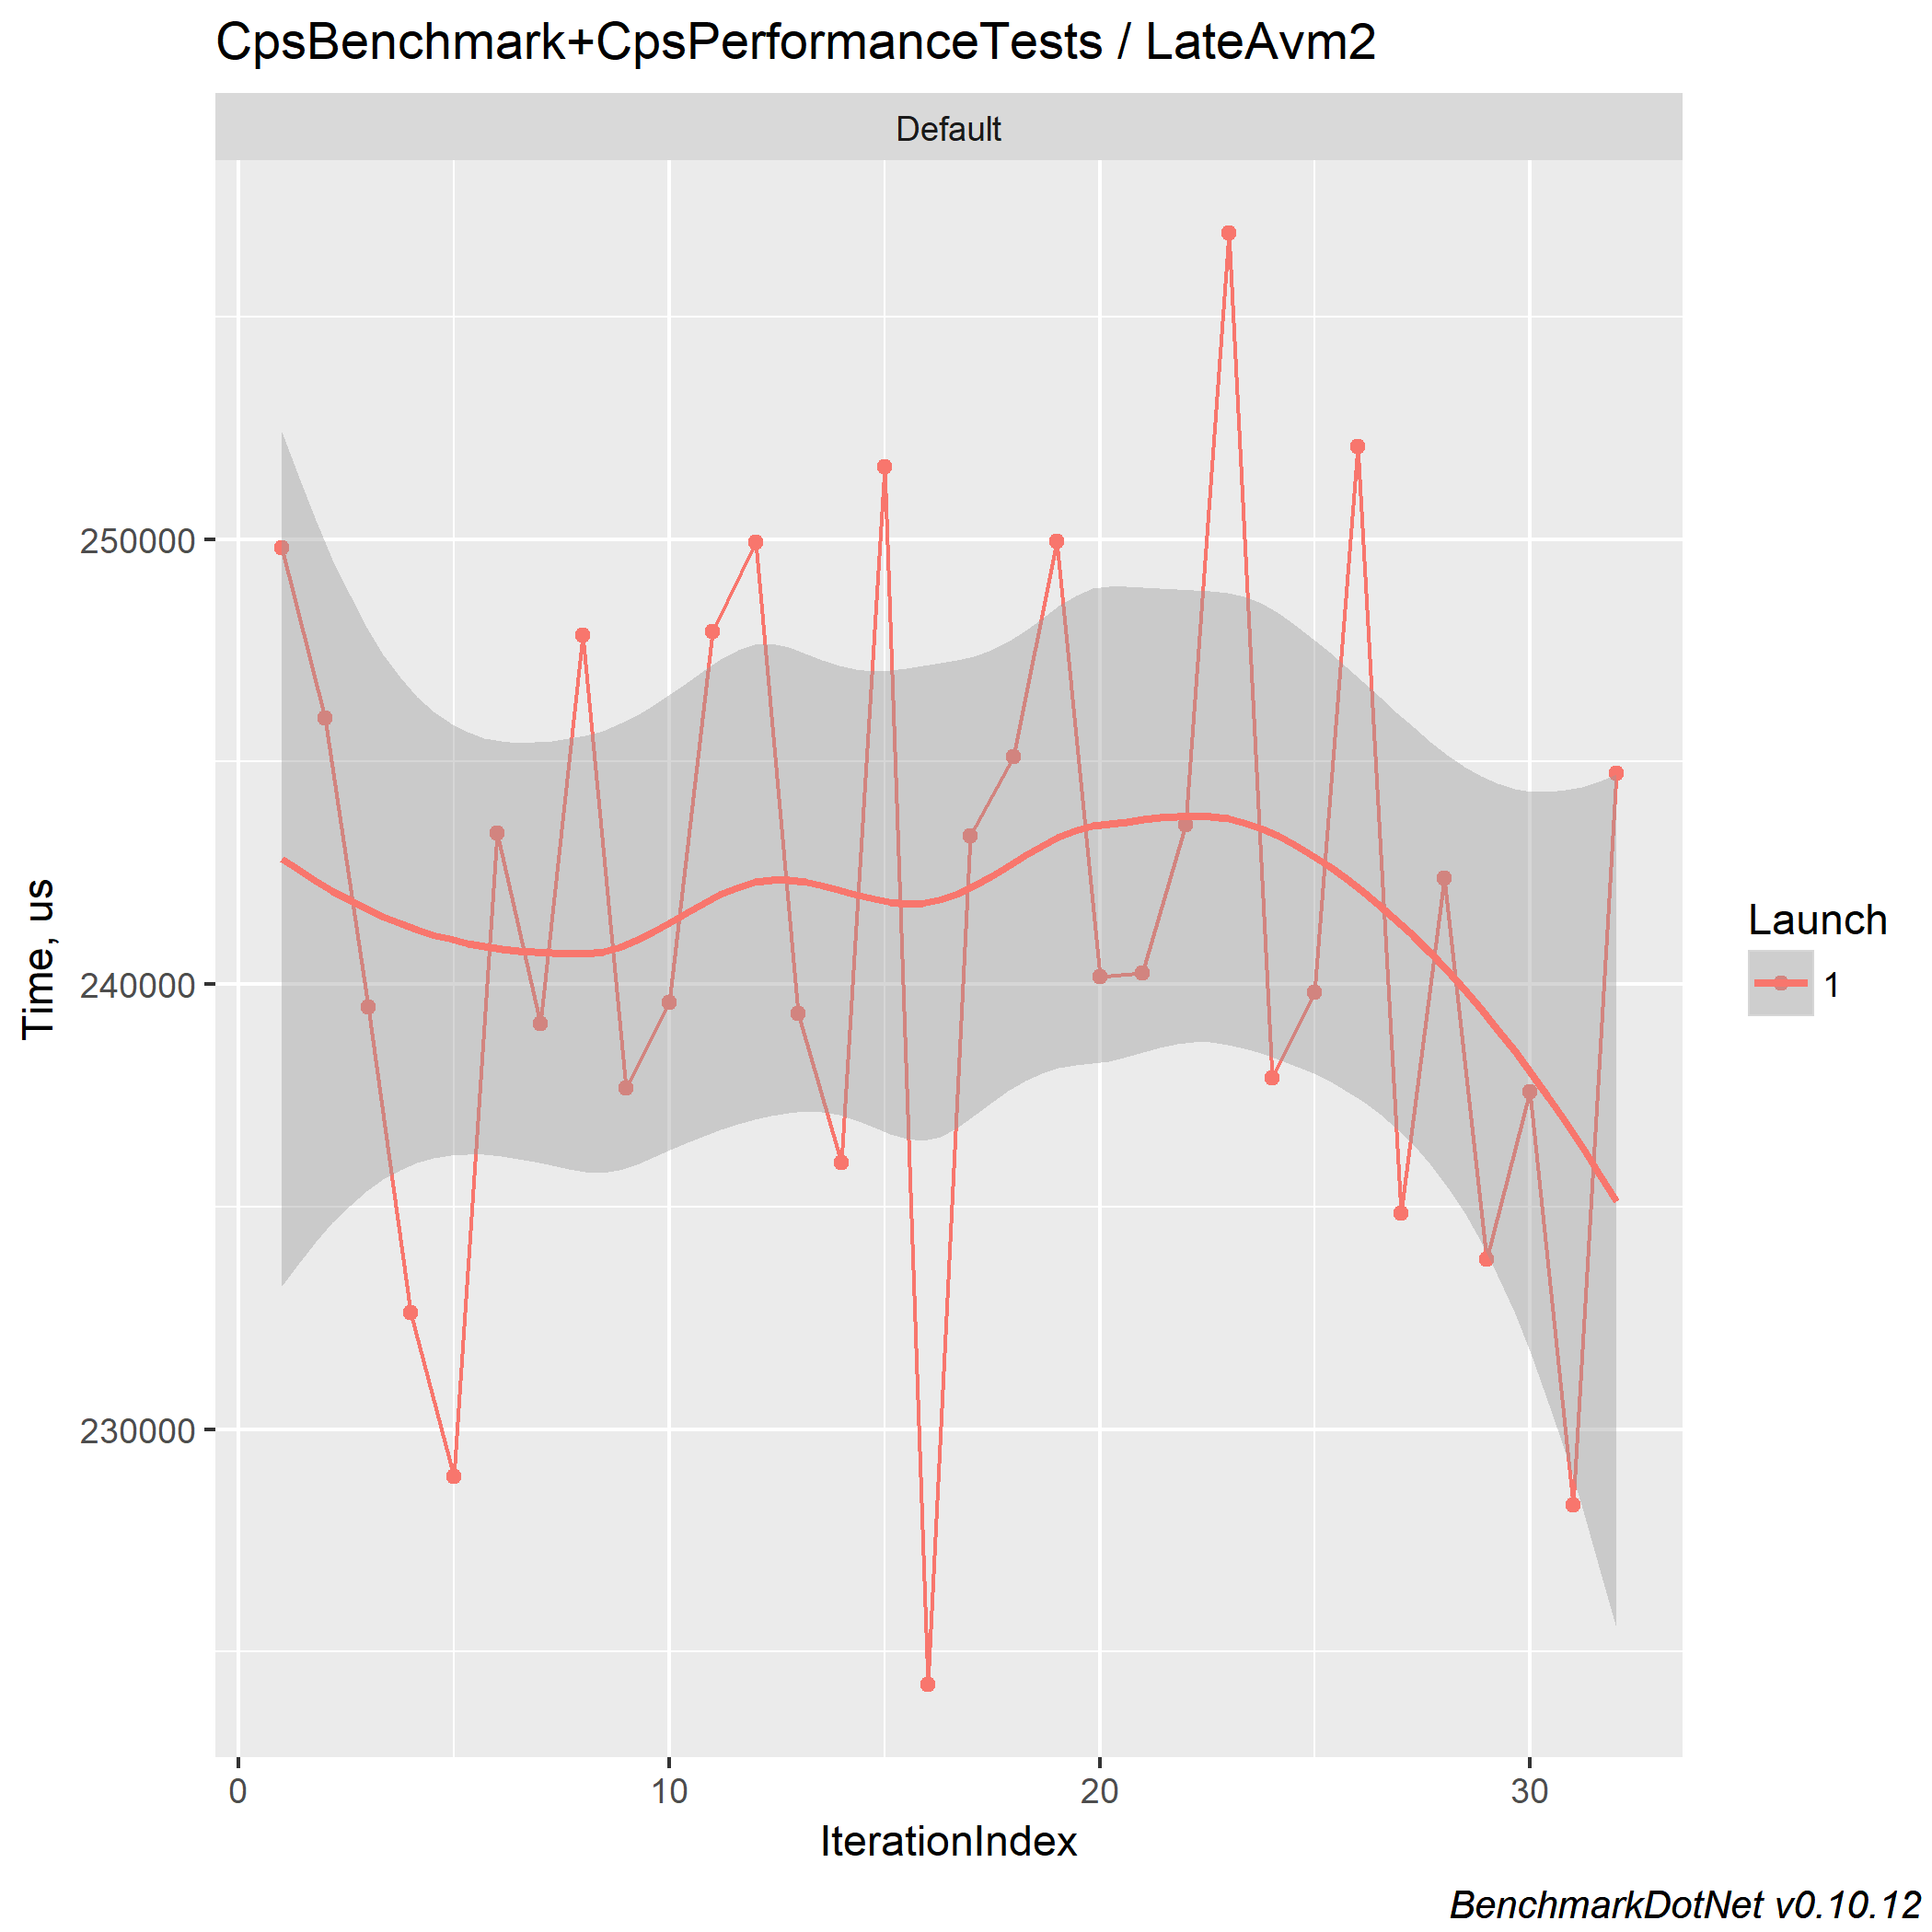 CpsBenchmark+CpsPerformanceTests / LateAvm2
Default
250000
240000
230000
Time, us
0 10 20 30
IterationIndex
Launch
1
BenchmarkDotNet v0.10.12